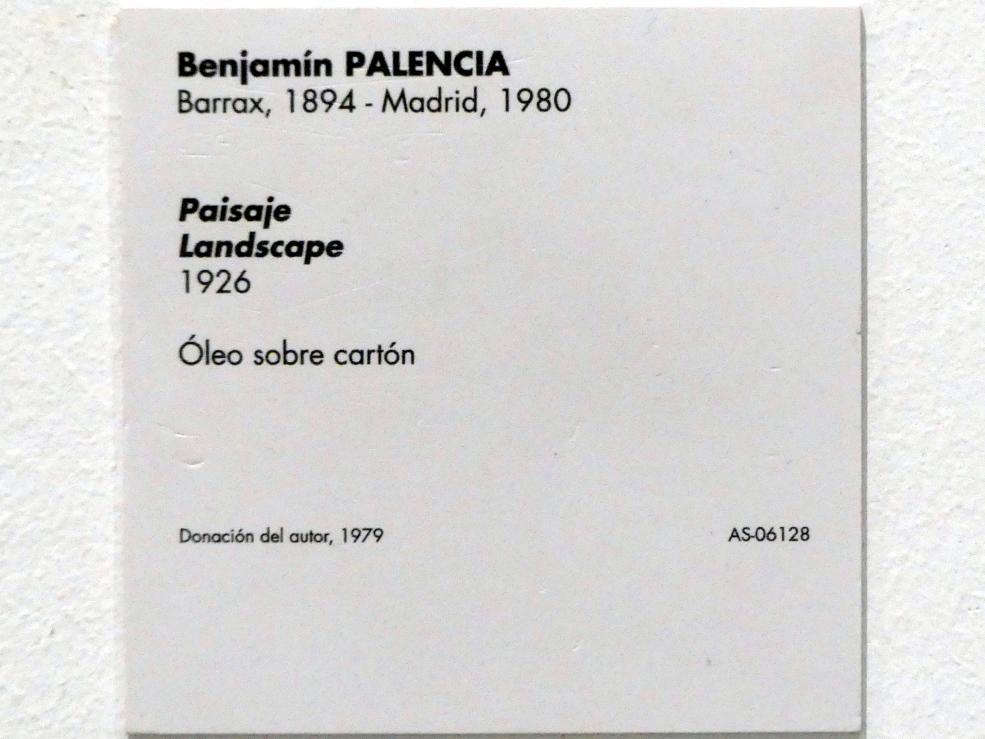 Benjamín PALENCIA
Barrax, 1894 - Madrid, 1980
Paisaje
Landscape
1926
Óleo sobre cartón
Donación del autor, 1979
AS-06128